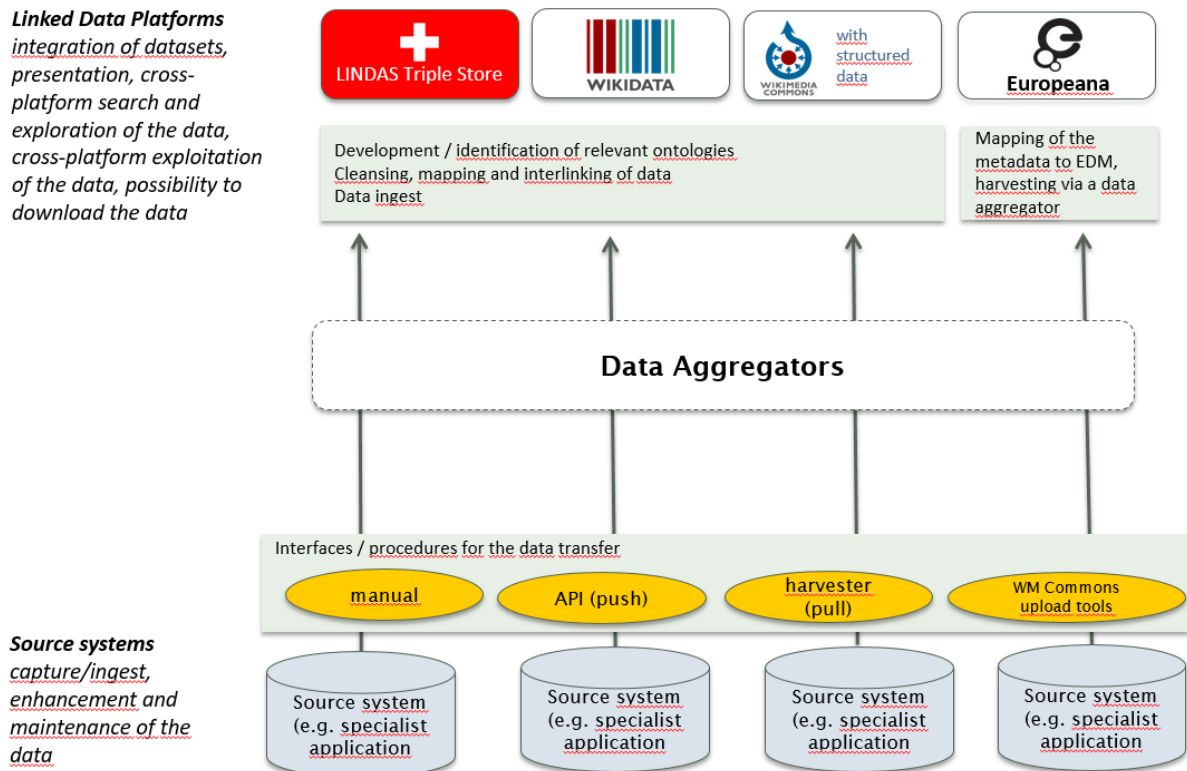 Linked Data Platforms
integration of datasets,
presentation, cross-
platform search and
exploration of the data,
cross-platform exploitation
of the data, possibility to
download the data
LINDAS Triple Store
WIKIDATA
WIKIMEDIA
COMMONS
with
structured
data
Europeana
Development / identification of relevant ontologies
Cleansing, mapping and interlinking of data
Data ingest
Mapping of the
metadata to EDM,
harvesting via a data
aggregator
Data Aggregators
Interfaces / procedures for the data transfer
manual
API (push)
harvester
(pull)
WM Commons
upload tools
Source systems
capture/ingest,
enhancement and
maintenance of the
data
Source system
(e.g. specialist
application
Source system
(e.g. specialist
application
Source system
(e.g. specialist
application
Source system
(e.g. specialist
application